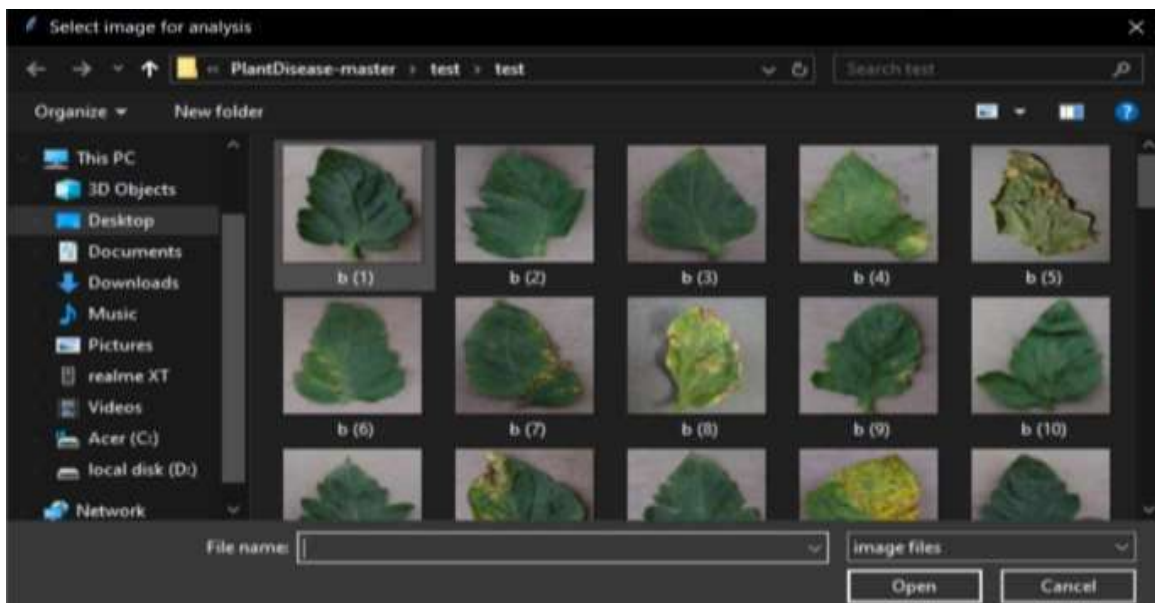 Select image for analysis
« PlantDisease-master › test › test
Search test
Organize
New folder
This PC
3D Objects
Desktop
Documents
Downloads
Music
Pictures
realme XT
Videos
Acer (C:)
local disk (D:)
Network
b (1) b (2) b (3) b (4) b (5)
b (6) b (7) b (8) b (9) b (10)
File name:
image files
Open Cancel